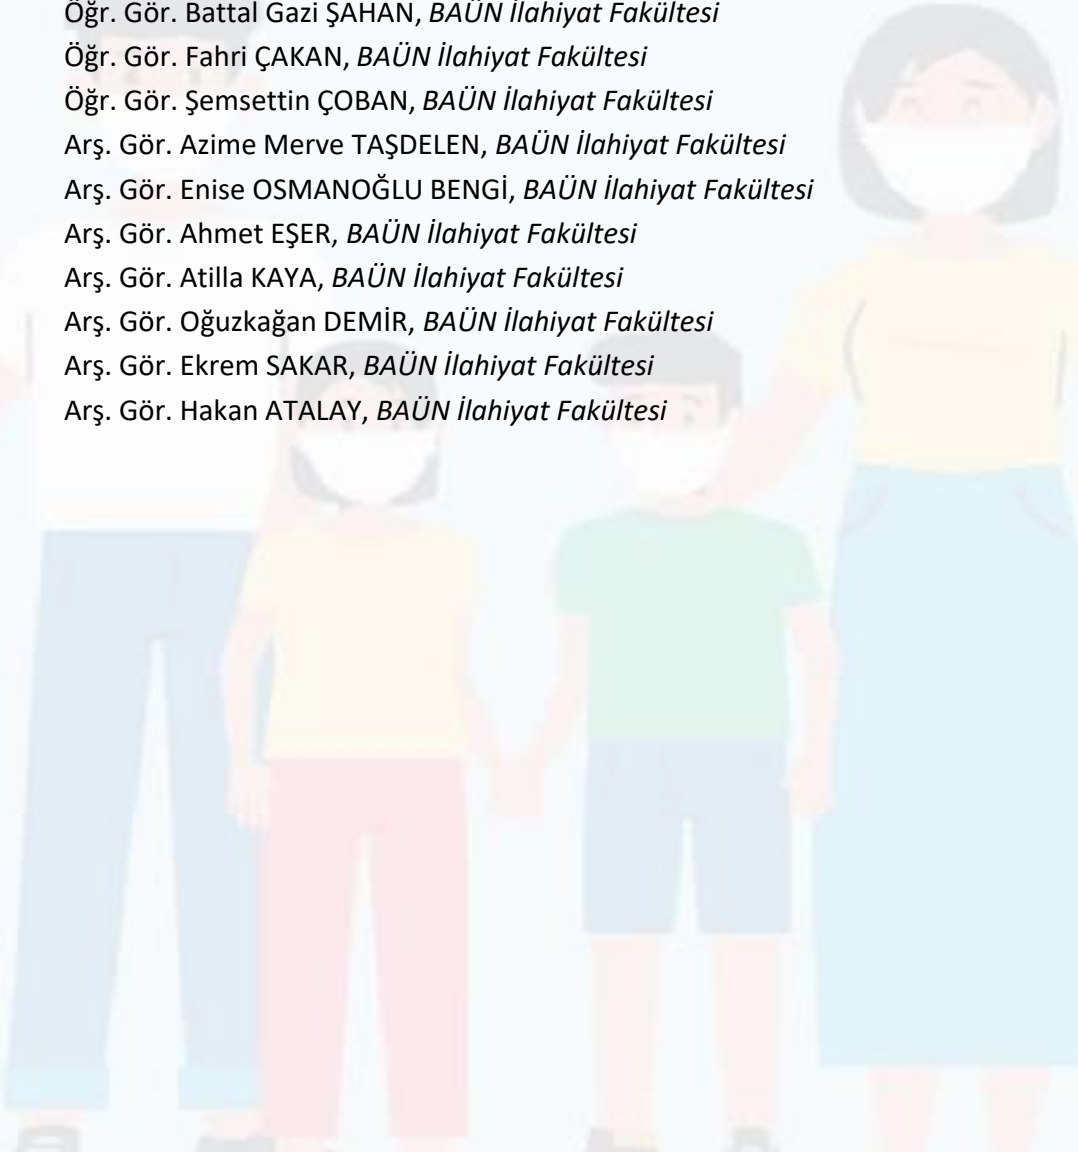 Öğr. Gör. Battal Gazi ŞAHAN, BAÜN İlahiyat Fakültesi
Öğr. Gör. Fahri ÇAKAN, BAÜN İlahiyat Fakültesi
Öğr. Gör. Şemsettin ÇOBAN, BAÜN İlahiyat Fakültesi
Arş. Gör. Azime Merve TAŞDELEN, BAÜN İlahiyat Fakültesi
Arş. Gör. Enise OSMANOĞLU BENGİ, BAÜN İlahiyat Fakültesi
Arş. Gör. Ahmet EŞER, BAÜN İlahiyat Fakültesi
Arş. Gör. Atilla KAYA, BAÜN İlahiyat Fakültesi
Arş. Gör. Oğuzkağan DEMİR, BAÜN İlahiyat Fakültesi
Arş. Gör. Ekrem SAKAR, BAÜN İlahiyat Fakültesi
Arş. Gör. Hakan ATALAY, BAÜN İlahiyat Fakültesi